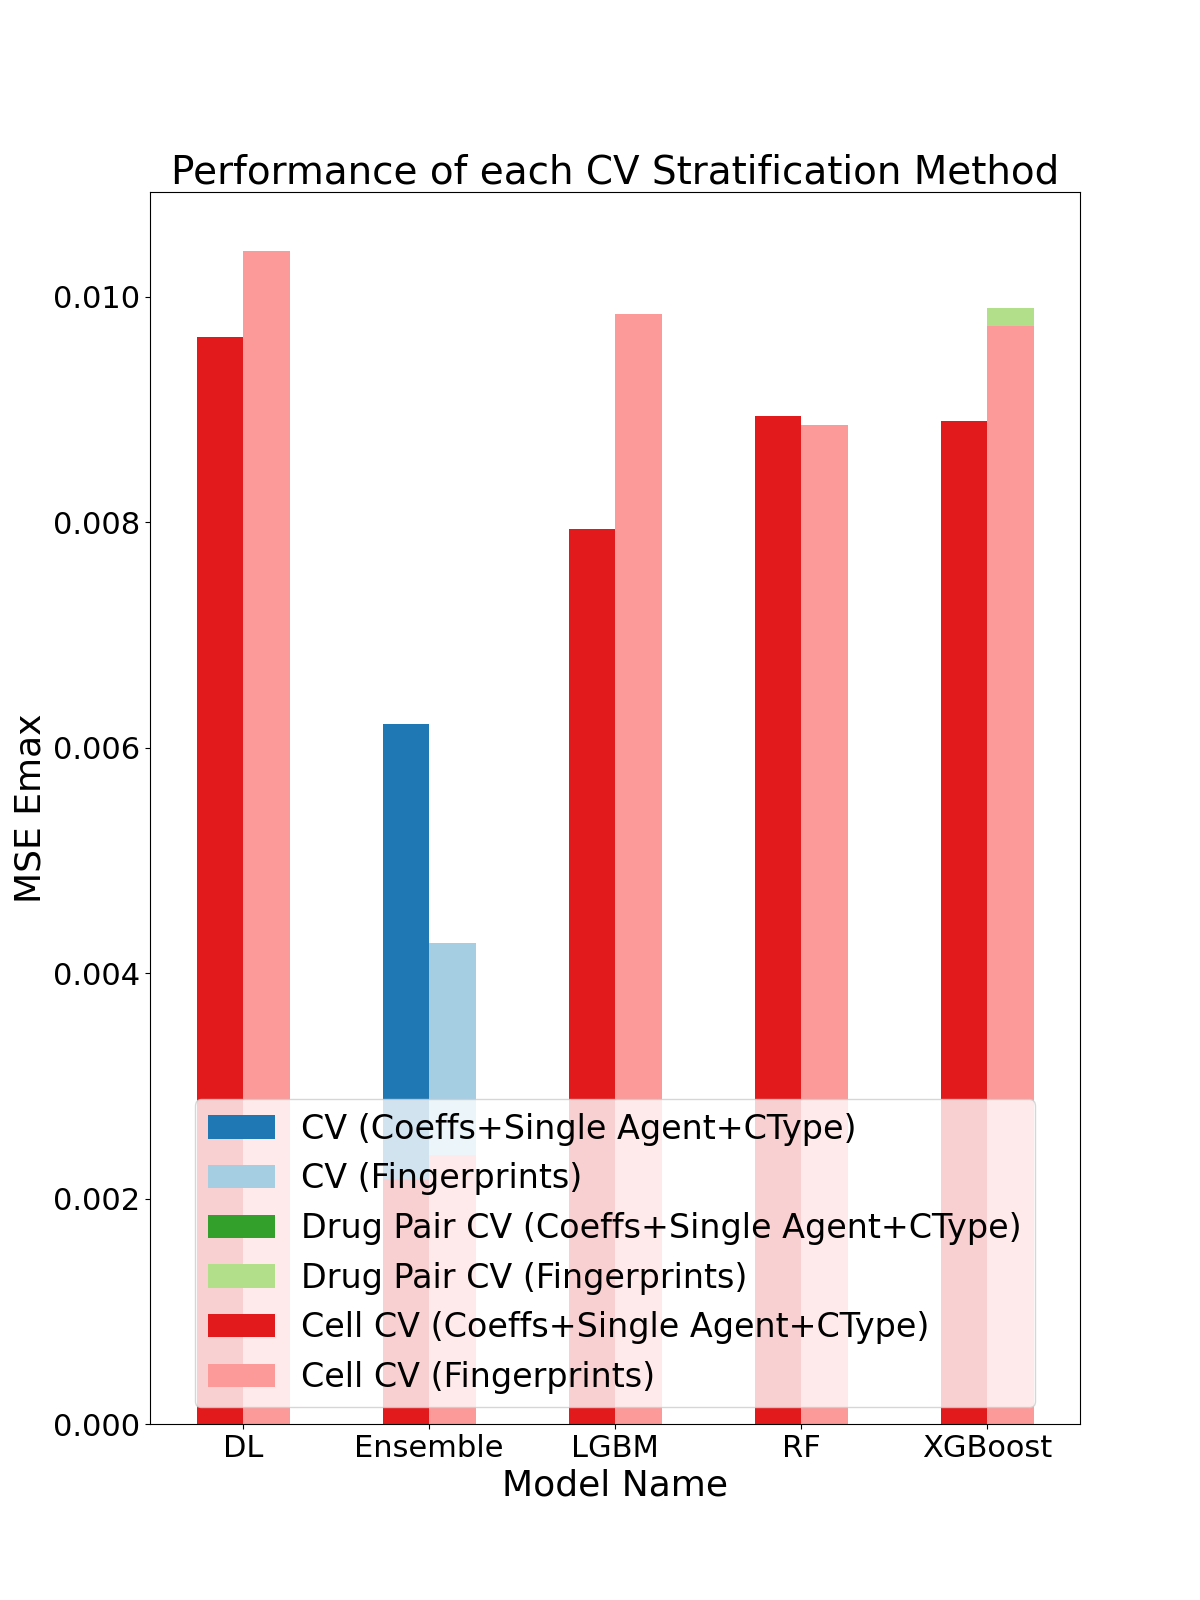 Performance of each CV Stratification Method
0.010
0.008
0.006
0.004
0.002
0.000
MSE Emax
CV (Coeffs+Single Agent+CType)
CV (Fingerprints)
Drug Pair CV (Coeffs+Single Agent+CType)
Drug Pair CV (Fingerprints)
Cell CV (Coeffs+Single Agent+CType)
Cell CV (Fingerprints)
DL Ensemble LGBM RF XGBoost
Model Name